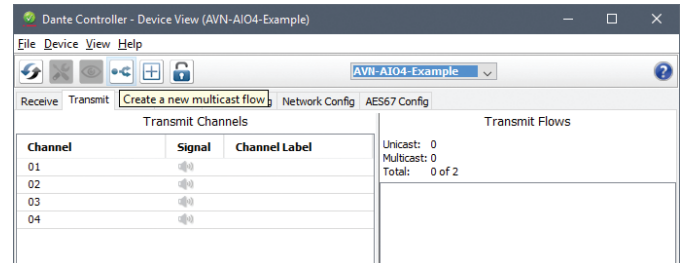 Dante Controller - Device View (AVN-AIO4-Example)
File Device View Help
AVN-AIO4-Example
Receive Transmit Create a new multicast flow Network Config AES67 Config
Transmit Channels
Transmit Flows
Channel Signal Channel Label
Unicast: 0
Multicast: 0
Total: 0 of 2
01
02
03
04